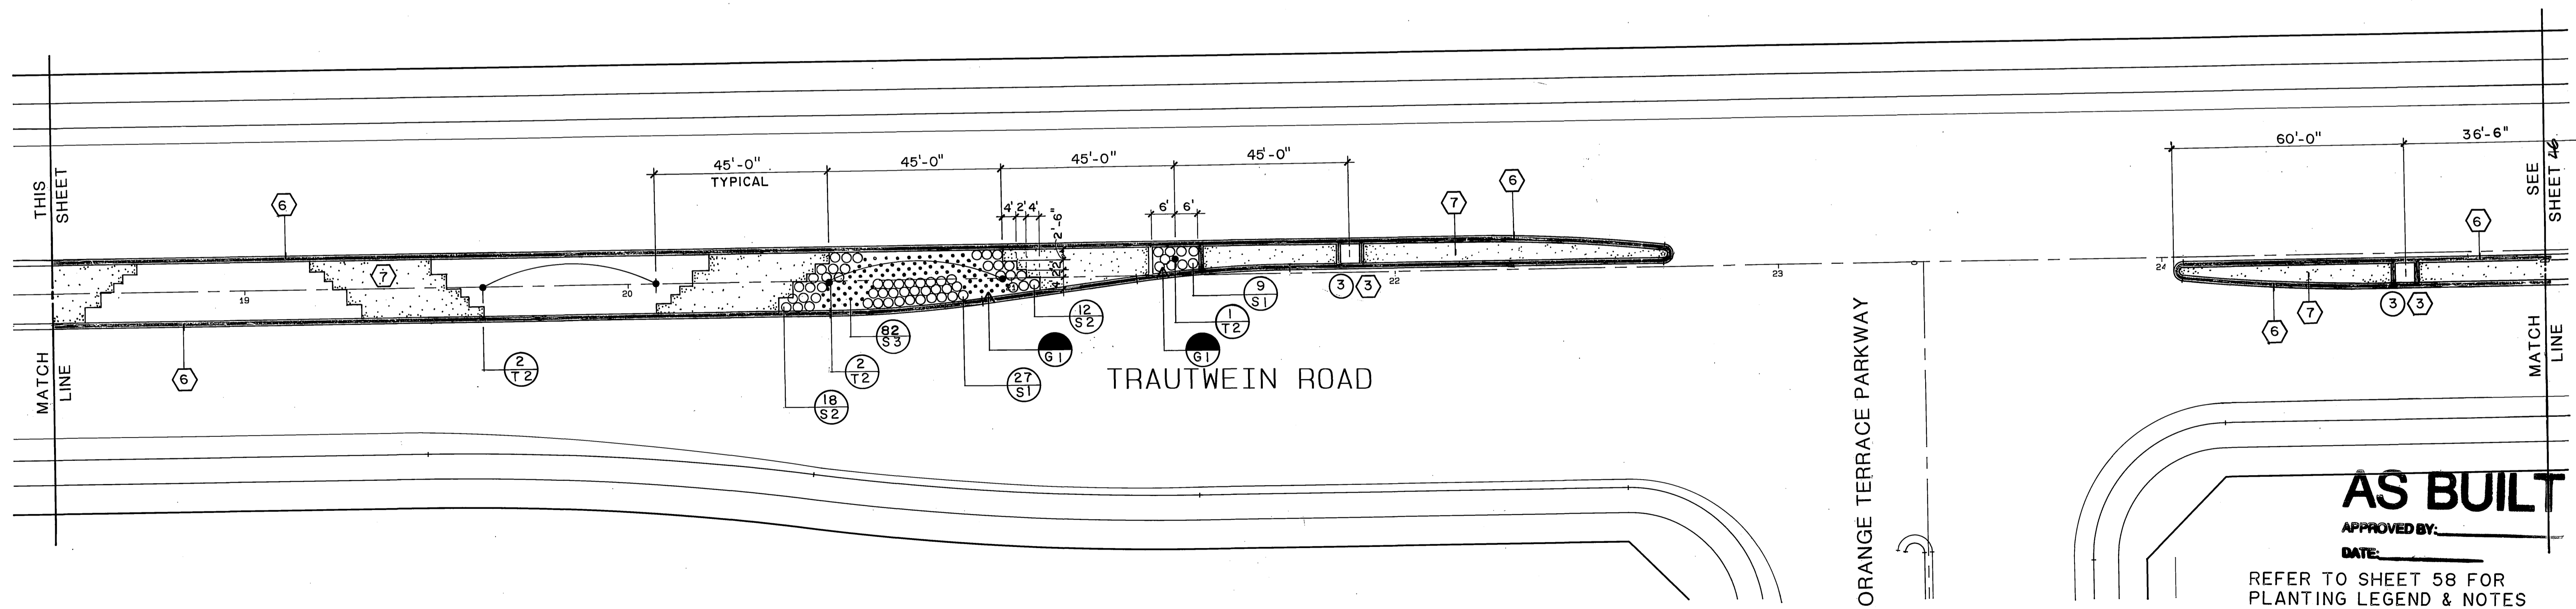 THIS
SHEET
MATCH
LINE
6
6
19
7
2
T2
20
45'-0"
TYPICAL
45'-0"
45'-0"
45'-0"
4'
2'
4'
2'-6"
6'
6'
18
S2
82
S3
2
T2
27
S1
G1
12
S2
G1
1
T2
9
S1
3
3
22
7
6
TRAUTWEIN ROAD
23
ORANGE TERRACE PARKWAY
24
60'-0"
36'-6"
6
7
3
3
6
SEE
SHEET 46
MATCH
LINE
AS BUILT
APPROVED BY:
DATE:
REFER TO SHEET 58 FOR
PLANTING LEGEND & NOTES